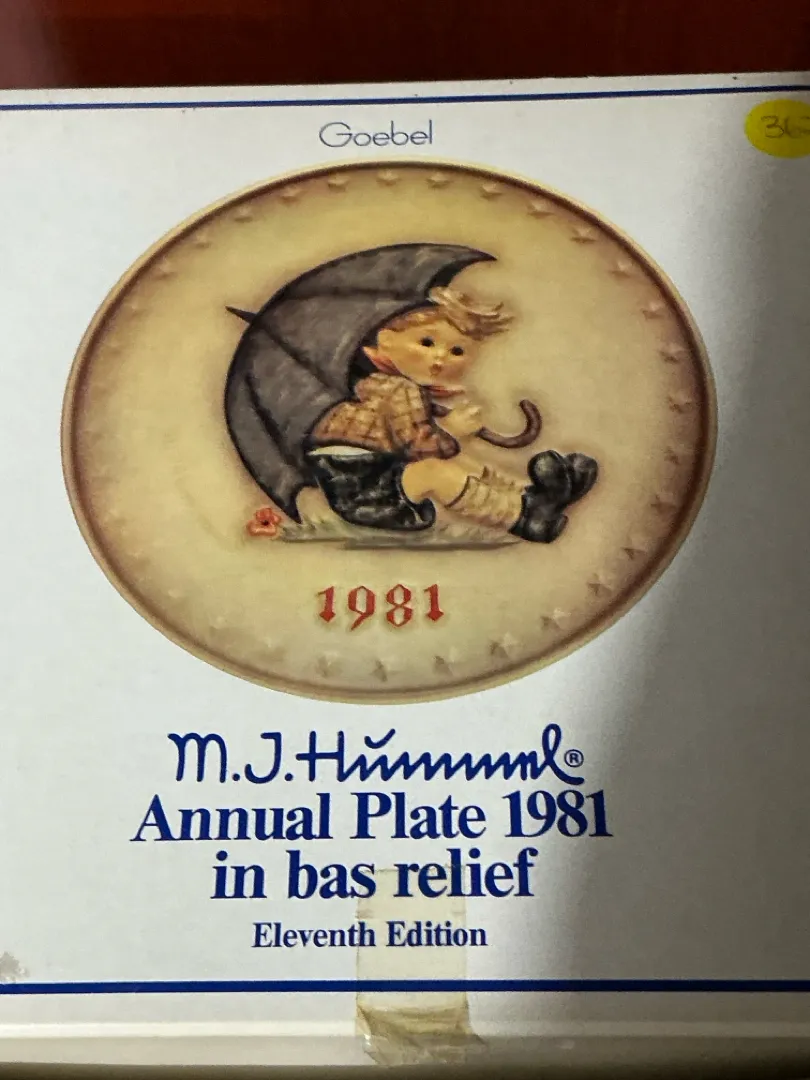 Goebel
1981
M.J.Hummel®
Annual Plate 1981
in bas relief
Eleventh Edition